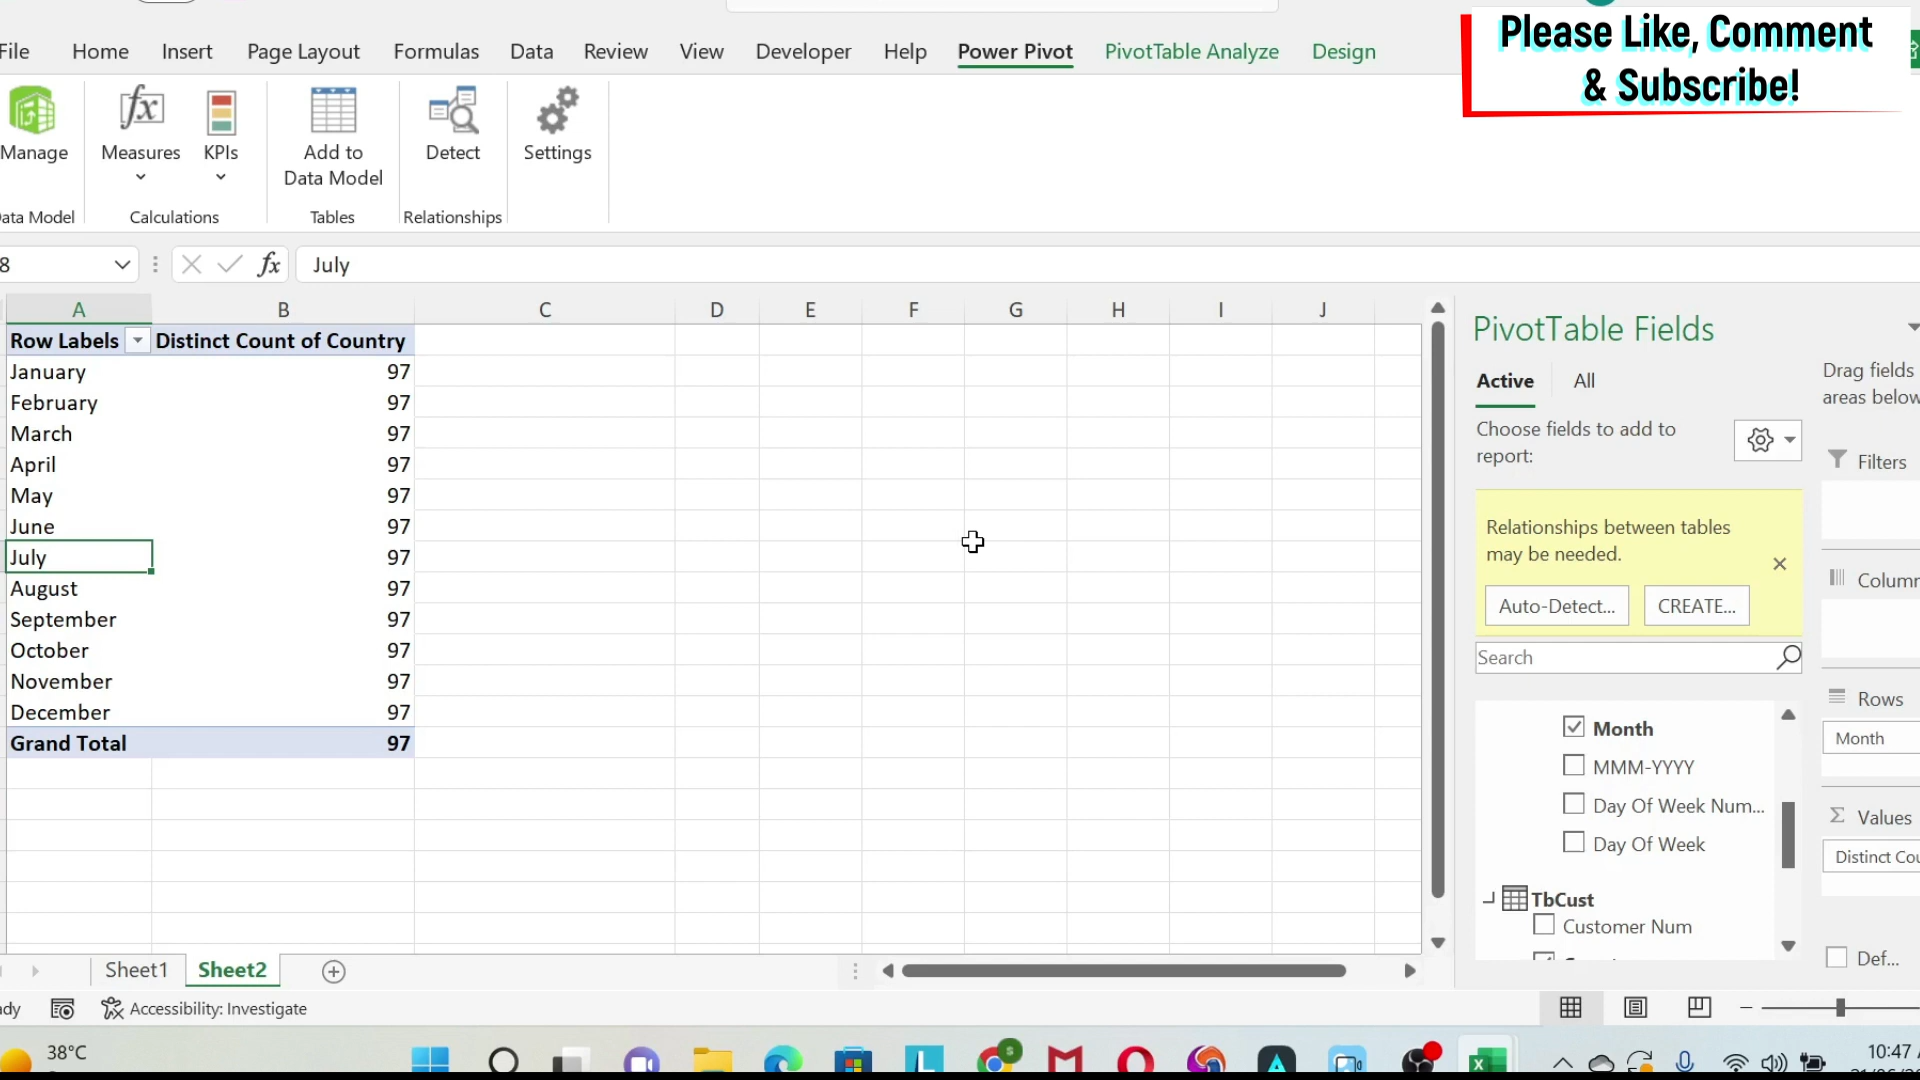 Please Like, Comment
& Subscribe!
File Home Insert Page Layout Formulas Data Review View Developer Help Power Pivot PivotTable Analyze Design
Manage Measures KPIs Add to Data Model Detect Settings
Calculations Tables Relationships
fx July
A B C D E F G H I J
Row Labels Distinct Count of Country
January 97
February 97
March 97
April 97
May 97
June 97
July 97
August 97
September 97
October 97
November 97
December 97
Grand Total 97
PivotTable Fields
Active All
Choose fields to add to
report:
Relationships between tables
may be needed.
Auto-Detect... CREATE...
Search
Month
MMM-YYYY
Day Of Week Num...
Day Of Week
TbCust
Customer Num
Drag fields
areas below
Filters
Rows
Month
Σ Values
Distinct
Def...
Sheet1 Sheet2
Accessibility: Investigate
38°C
10:47